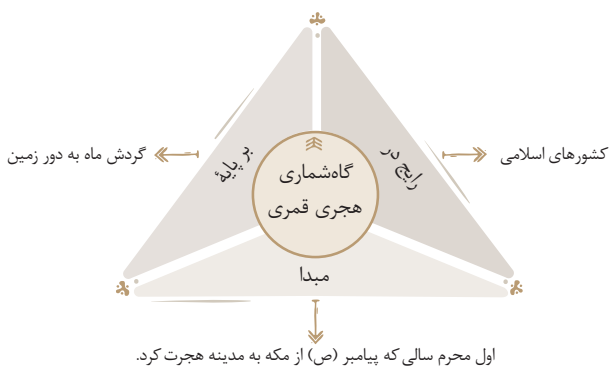 گاه‌شماری
هجری قمری
رایج در
کشورهای اسلامی
بر پایۀ
گردش ماه به دور زمین
مبدا
اول محرم سالی که پیامبر (ص) از مکه به مدینه هجرت کرد.